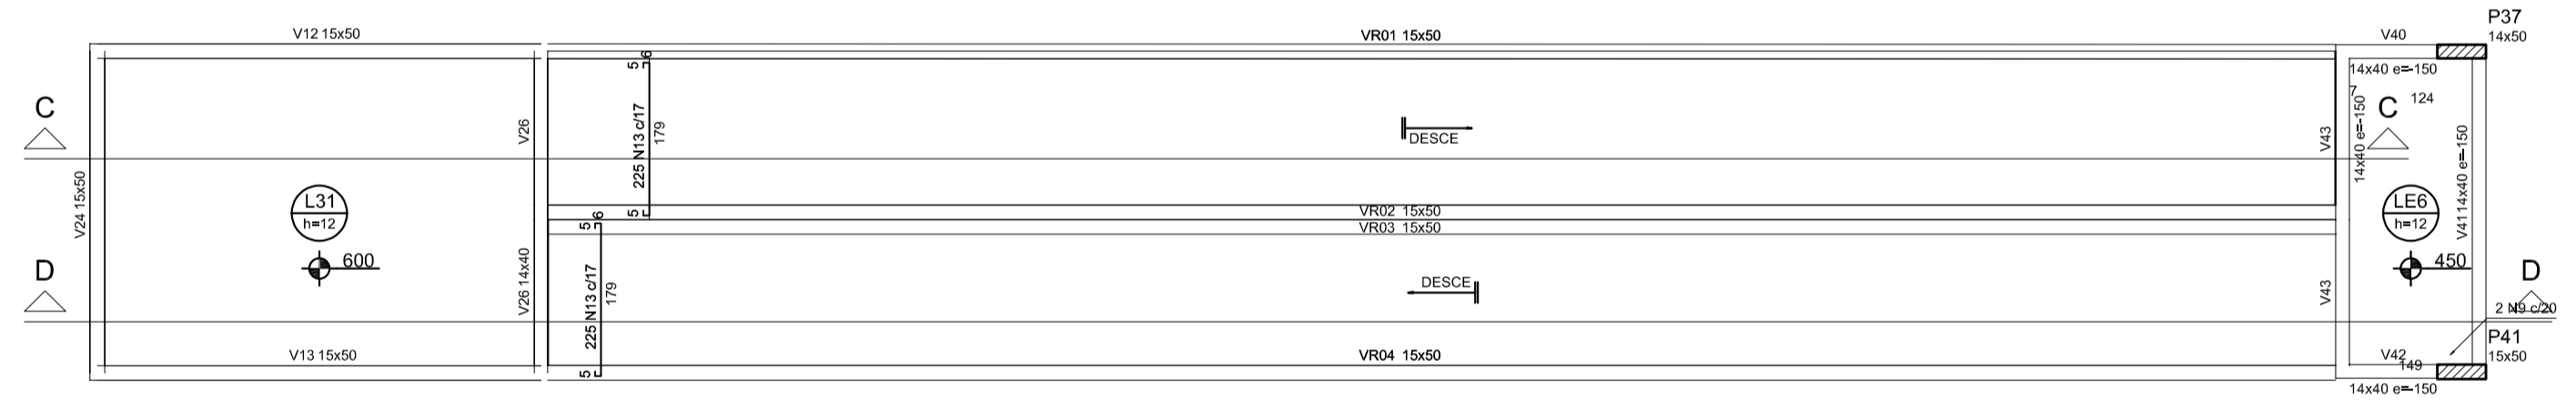 P37
V12 15x50
VR01 15x50
V40
14x50
6
5
14x40 e=-150
7
124
C
C
225 N13 c/17
179
V26
DESCE
V43
14x40 e=-150
V41 14x40 e=-150
V24 15x50
L31
h=12
5
6
5
VR02 15x50
VR03 15x50
LE6
h=12
600
450
D
D
V26 14x40
225 N13 c/17
179
DESCE
V43
2 N9 c/20
P41
V13 15x50
VR04 15x50
V42
15x50
149
5
14x40 e=-150